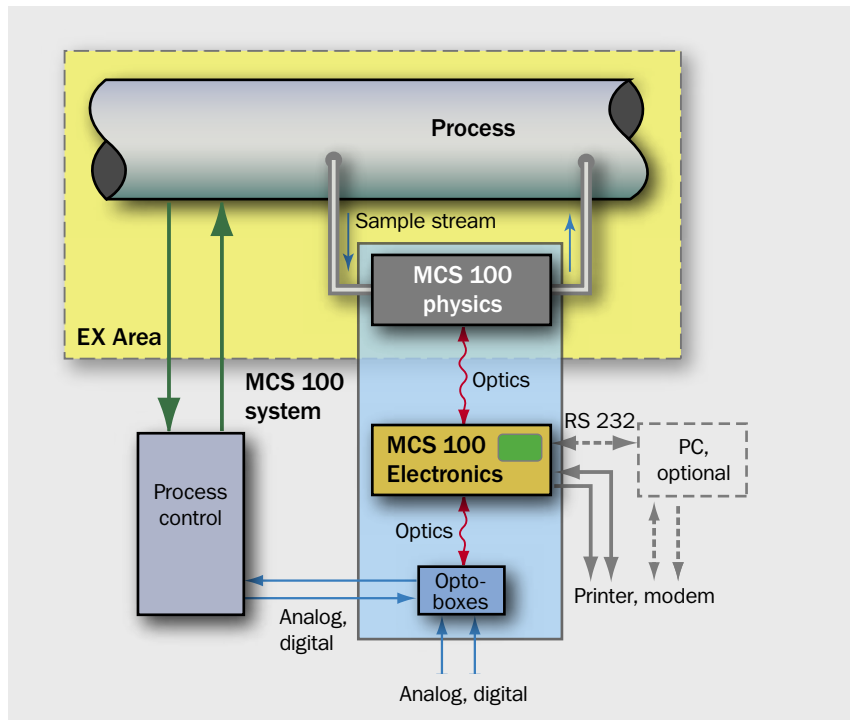 Process
Sample stream
MCS 100
physics
EX Area
Optics
MCS 100
system
RS 232
MCS 100
Electronics
PC,
optional
Process
control
Optics
Opto-
boxes
Printer, modem
Analog,
digital
Analog, digital